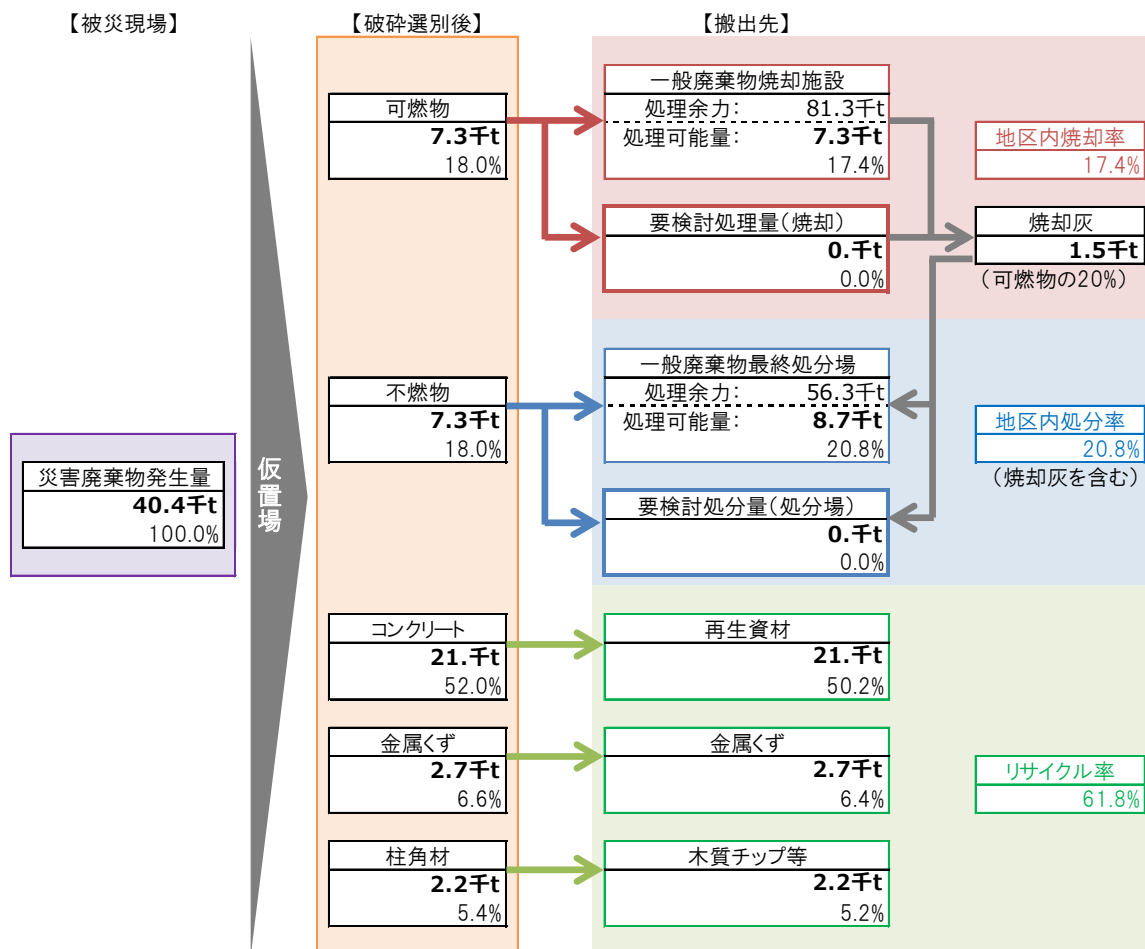 【被災現場】
【破砕選別後】
【搬出先】
災害廃棄物発生量
40.4千t
100.0%
仮置場
可燃物
7.3千t
18.0%
一般廃棄物焼却施設
処理余力： 81.3千t
処理可能量： 7.3千t
17.4%
地区内焼却率
17.4%
要検討処理量（焼却）
0.千t
0.0%
焼却灰
1.5千t
（可燃物の20%）
不燃物
7.3千t
18.0%
一般廃棄物最終処分場
処理余力： 56.3千t
処理可能量： 8.7千t
20.8%
地区内処分率
20.8%
（焼却灰を含む）
要検討処分量（処分場）
0.千t
0.0%
コンクリート
21.千t
52.0%
再生資材
21.千t
50.2%
金属くず
2.7千t
6.6%
金属くず
2.7千t
6.4%
リサイクル率
61.8%
柱角材
2.2千t
5.4%
木質チップ等
2.2千t
5.2%